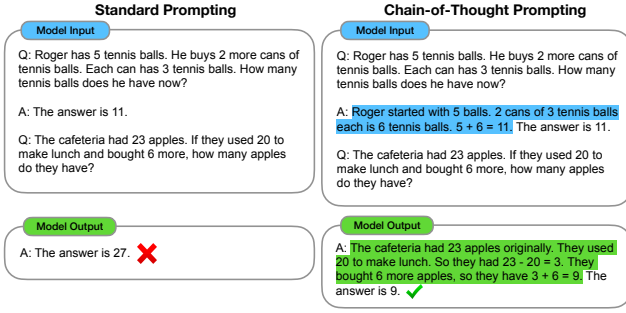 Standard Prompting
Model Input
Q: Roger has 5 tennis balls. He buys 2 more cans of
tennis balls. Each can has 3 tennis balls. How many
tennis balls does he have now?
A: The answer is 11.
Q: The cafeteria had 23 apples. If they used 20 to
make lunch and bought 6 more, how many apples
do they have?
Model Output
A: The answer is 27.
Chain-of-Thought Prompting
Model Input
Q: Roger has 5 tennis balls. He buys 2 more cans of
tennis balls. Each can has 3 tennis balls. How many
tennis balls does he have now?
A: Roger started with 5 balls. 2 cans of 3 tennis balls
each is 6 tennis balls. 5 + 6 = 11. The answer is 11.
Q: The cafeteria had 23 apples. If they used 20 to
make lunch and bought 6 more, how many apples
do they have?
Model Output
A: The cafeteria had 23 apples originally. They used
20 to make lunch. So they had 23 - 20 = 3. They
bought 6 more apples, so they have 3 + 6 = 9. The
answer is 9.